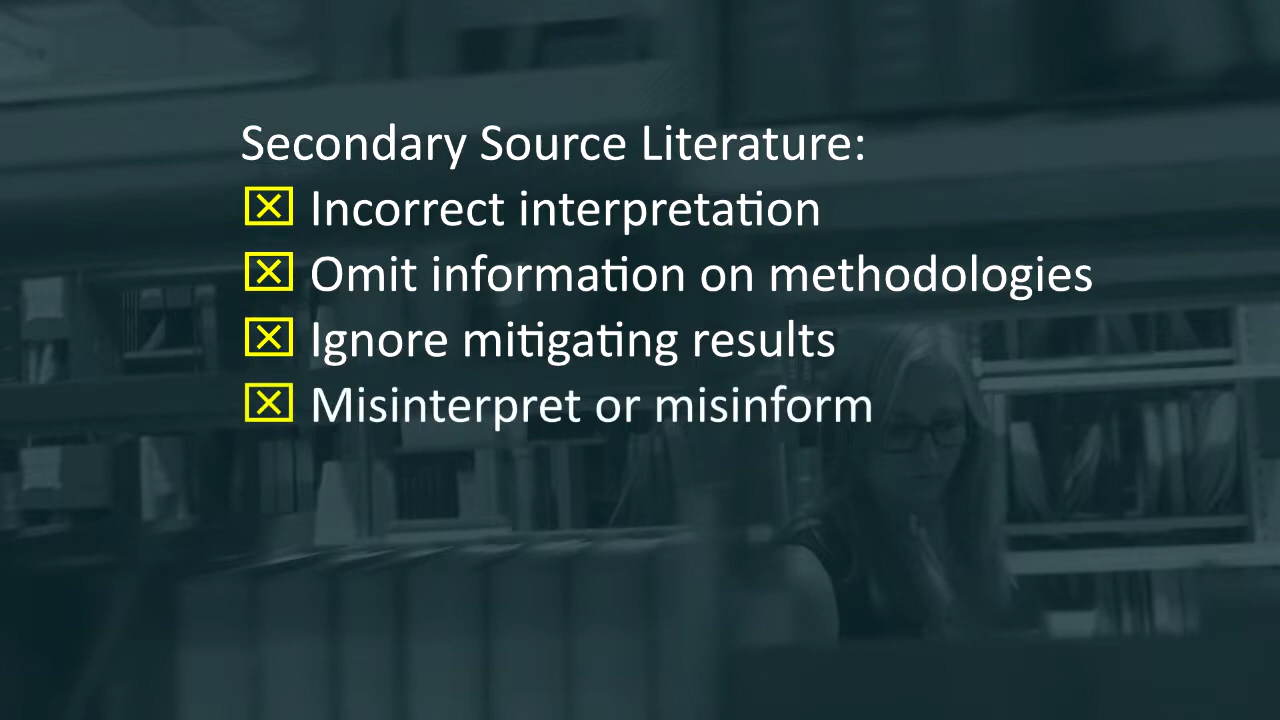 Secondary Source Literature:
☒ Incorrect interpretation
☒ Omit information on methodologies
☒ Ignore mitigating results
☒ Misinterpret or misinform